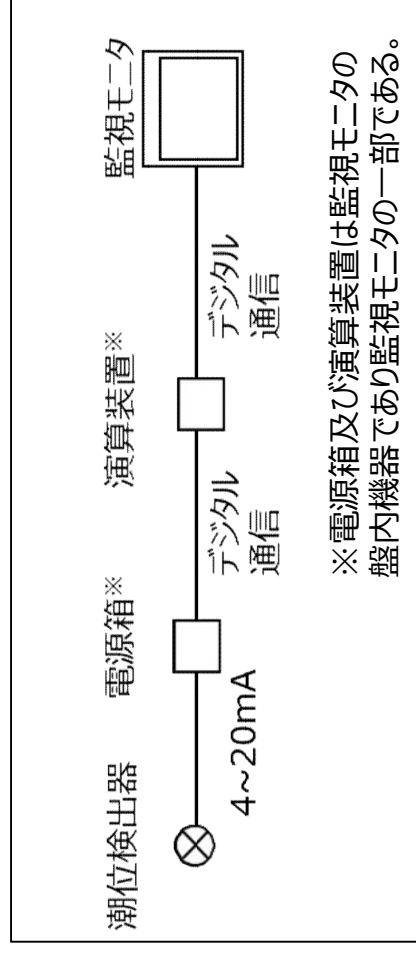 潮位検出器
電源箱※
演算装置※
監視モニタ
4~20mA
デジタル
通信
デジタル
通信
※電源箱及び演算装置は監視モニタの
盤内機器であり監視モニタの一部である。